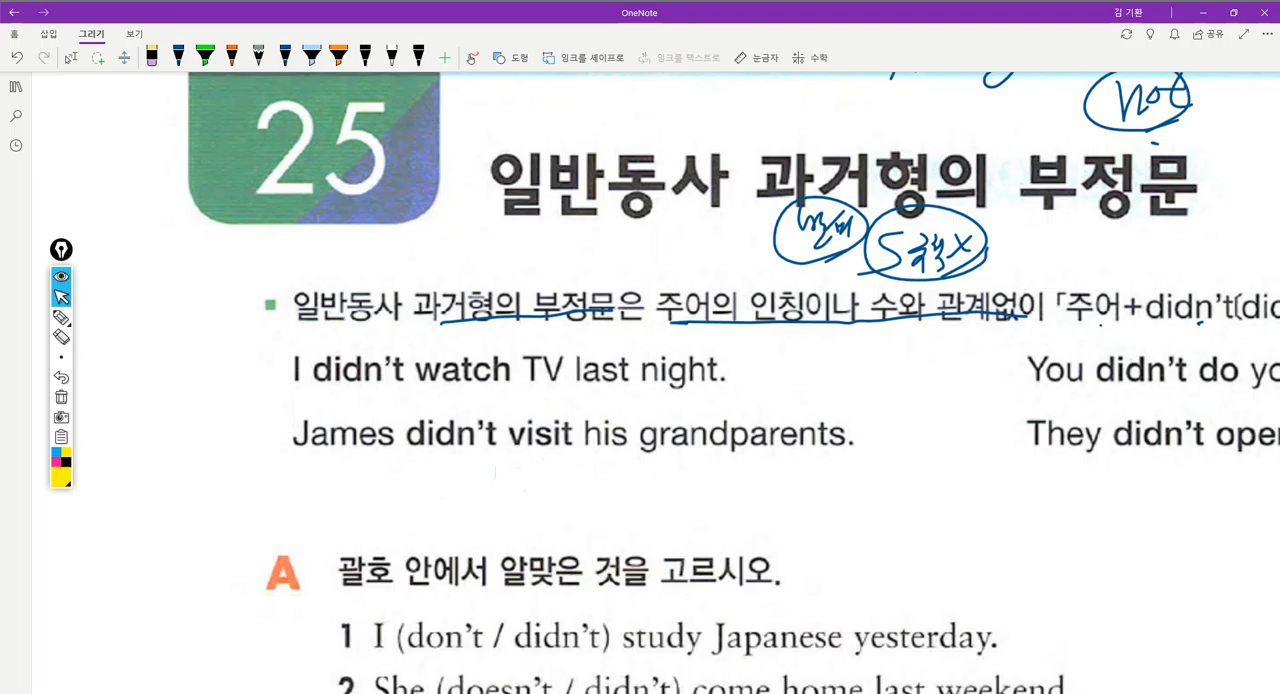 OneNote
김 기환
홈 삽입 그리기 보기
공유
도형 잉크를 셰이프로 잉크를 텍스트로 눈금자 수학
not
25
일반동사 과거형의 부정문
일반동사 과거형의 부정문은 주어의 인칭이나 수와 관계없이 「주어+didn't(did
I didn't watch TV last night.
You didn't do yo
James didn't visit his grandparents.
They didn't open
A 괄호 안에서 알맞은 것을 고르시오.
1 I (don't / didn't) study Japanese yesterday.
2 She (doesn't / didn't) come home last weekend.